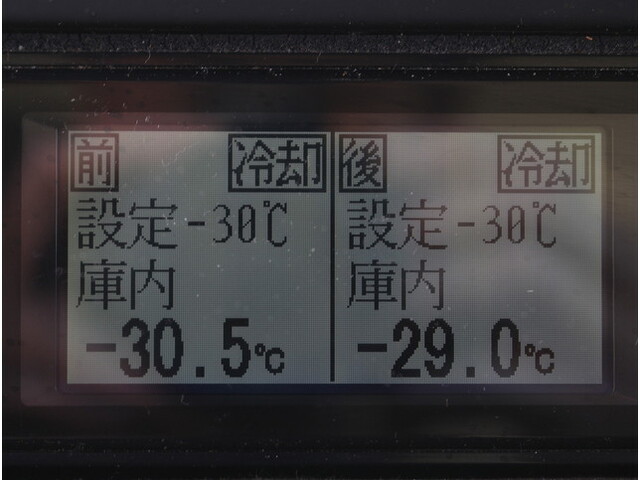 前 冷却
設定-30℃
庫内
-30.5℃
後 冷却
設定-30℃
庫内
-29.0℃